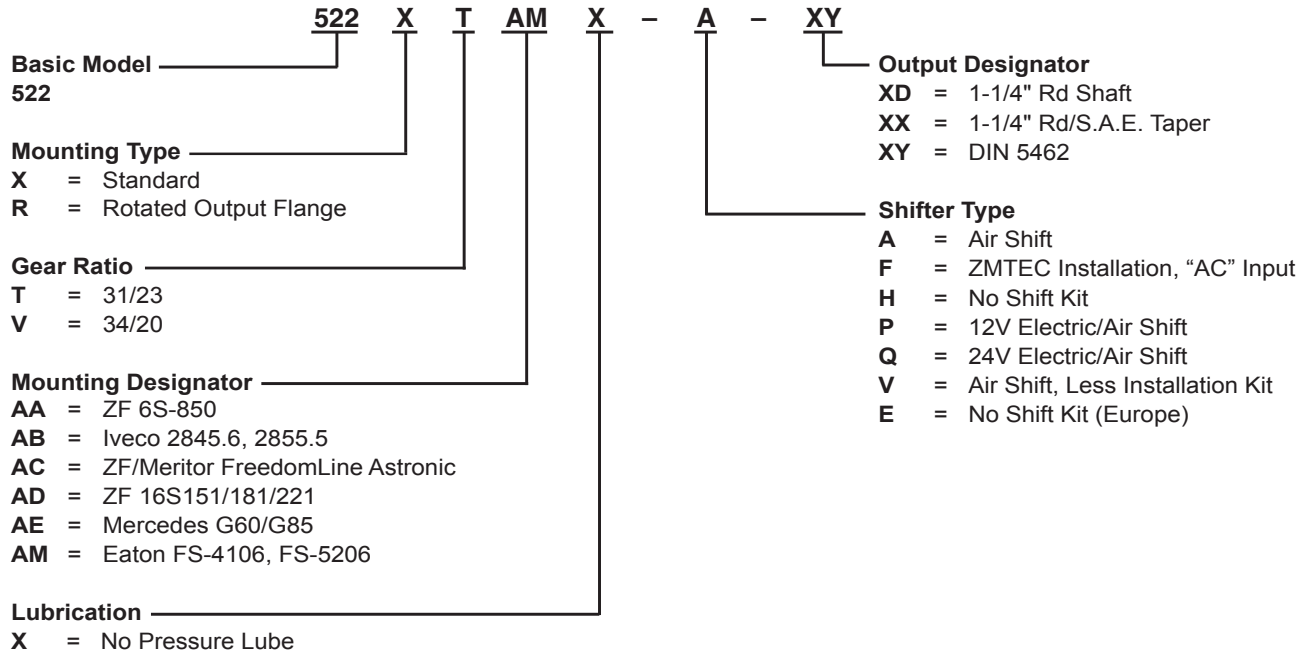 522 X T AM X – A – XY
Basic Model
522
Mounting Type
X = Standard
R = Rotated Output Flange
Gear Ratio
T = 31/23
V = 34/20
Mounting Designator
AA = ZF 6S-850
AB = Iveco 2845.6, 2855.5
AC = ZF/Meritor FreedomLine Astronic
AD = ZF 16S151/181/221
AE = Mercedes G60/G85
AM = Eaton FS-4106, FS-5206
Lubrication
X = No Pressure Lube
Output Designator
XD = 1-1/4" Rd Shaft
XX = 1-1/4" Rd/S.A.E. Taper
XY = DIN 5462
Shifter Type
A = Air Shift
F = ZMTEC Installation, “AC” Input
H = No Shift Kit
P = 12V Electric/Air Shift
Q = 24V Electric/Air Shift
V = Air Shift, Less Installation Kit
E = No Shift Kit (Europe)